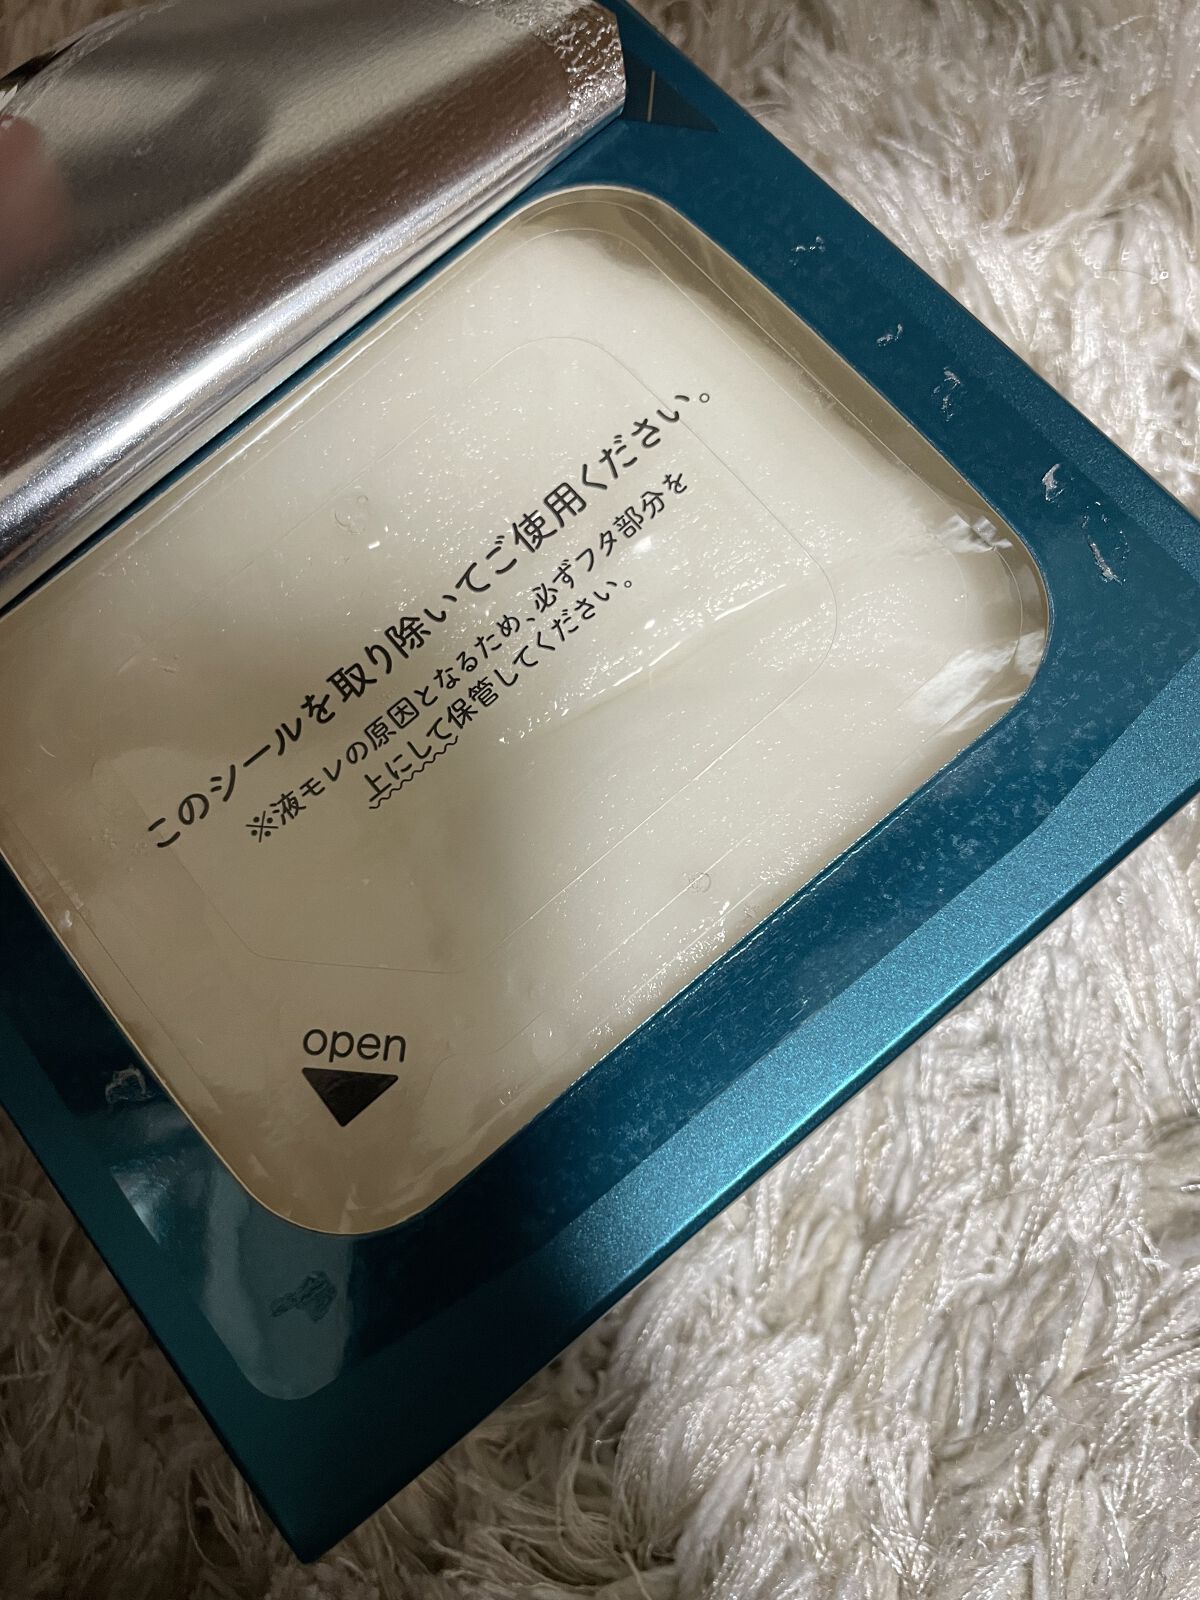 このシールを取り除いてご使用ください。
※液モレの原因となるため、必ずフタ部分を
上にして保管してください。
open